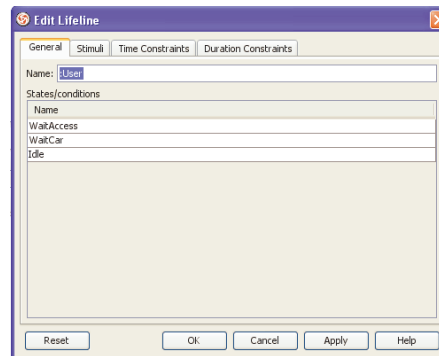 Edit Lifeline
General Stimuli Time Constraints Duration Constraints
Name: :User
States/conditions
Name
WaitAccess
WaitCar
Idle
Reset OK Cancel Apply Help